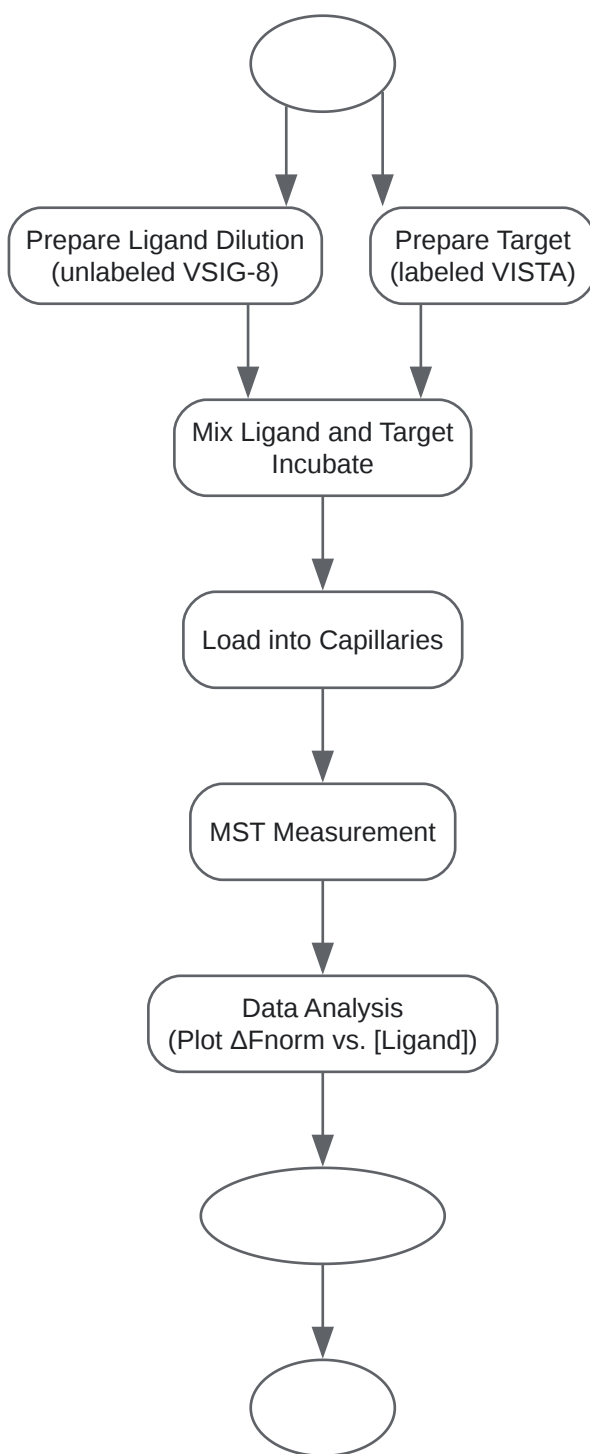 Prepare Ligand Dilution
(unlabeled VSIG-8)
Prepare Target
(labeled VISTA)
Mix Ligand and Target
Incubate
Load into Capillaries
MST Measurement
Data Analysis
(Plot ΔFnorm vs. [Ligand])